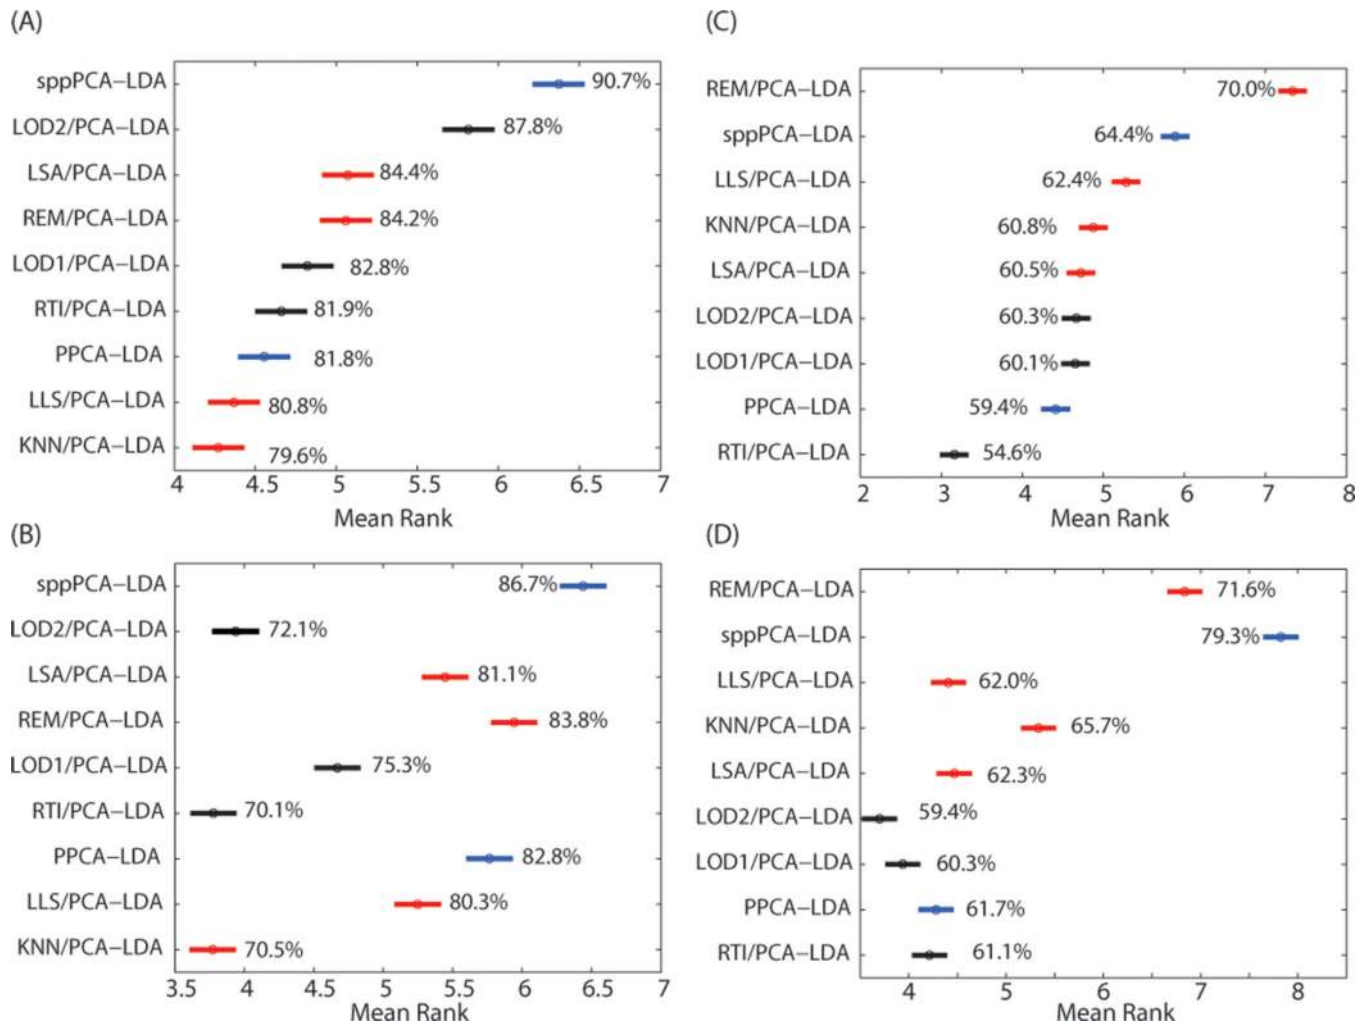 (A)
sppPCA–LDA 90.7%
LOD2/PCA–LDA 87.8%
LSA/PCA–LDA 84.4%
REM/PCA–LDA 84.2%
LOD1/PCA–LDA 82.8%
RTI/PCA–LDA 81.9%
PPCA–LDA 81.8%
LLS/PCA–LDA 80.8%
KNN/PCA–LDA 79.6%
4 4.5 5 5.5 6 6.5 7
Mean Rank
(B)
sppPCA–LDA 86.7%
LOD2/PCA–LDA 72.1%
LSA/PCA–LDA 81.1%
REM/PCA–LDA 83.8%
LOD1/PCA–LDA 75.3%
RTI/PCA–LDA 70.1%
PPCA–LDA 82.8%
LLS/PCA–LDA 80.3%
KNN/PCA–LDA 70.5%
3.5 4 4.5 5 5.5 6 6.5 7
Mean Rank
(C)
REM/PCA–LDA 70.0%
sppPCA–LDA 64.4%
LLS/PCA–LDA 62.4%
KNN/PCA–LDA 60.8%
LSA/PCA–LDA 60.5%
LOD2/PCA–LDA 60.3%
LOD1/PCA–LDA 60.1%
PPCA–LDA 59.4%
RTI/PCA–LDA 54.6%
2 3 4 5 6 7 8
Mean Rank
(D)
REM/PCA–LDA 71.6%
sppPCA–LDA 79.3%
LLS/PCA–LDA 62.0%
KNN/PCA–LDA 65.7%
LSA/PCA–LDA 62.3%
LOD2/PCA–LDA 59.4%
LOD1/PCA–LDA 60.3%
PPCA–LDA 61.7%
RTI/PCA–LDA 61.1%
4 5 6 7 8
Mean Rank